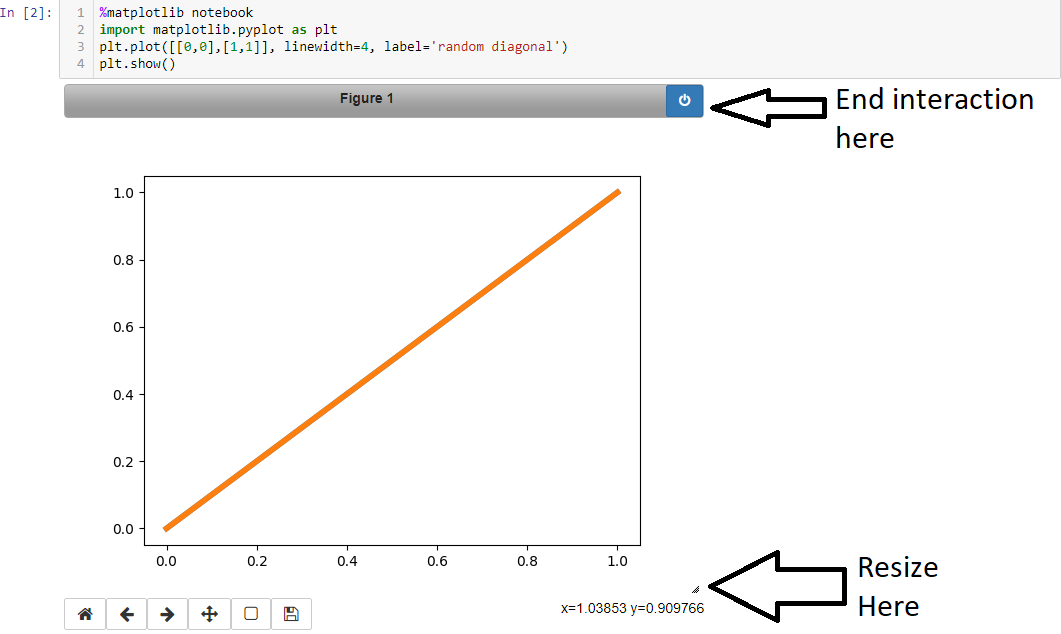 In [2]:
1 %matplotlib notebook
2 import matplotlib.pyplot as plt
3 plt.plot([[0,0],[1,1]], linewidth=4, label='random diagonal')
4 plt.show()
Figure 1
End interaction
here
1.0
0.8
0.6
0.4
0.2
0.0
0.0 0.2 0.4 0.6 0.8 1.0
Resize
Here
x=1.03853 y=0.909766